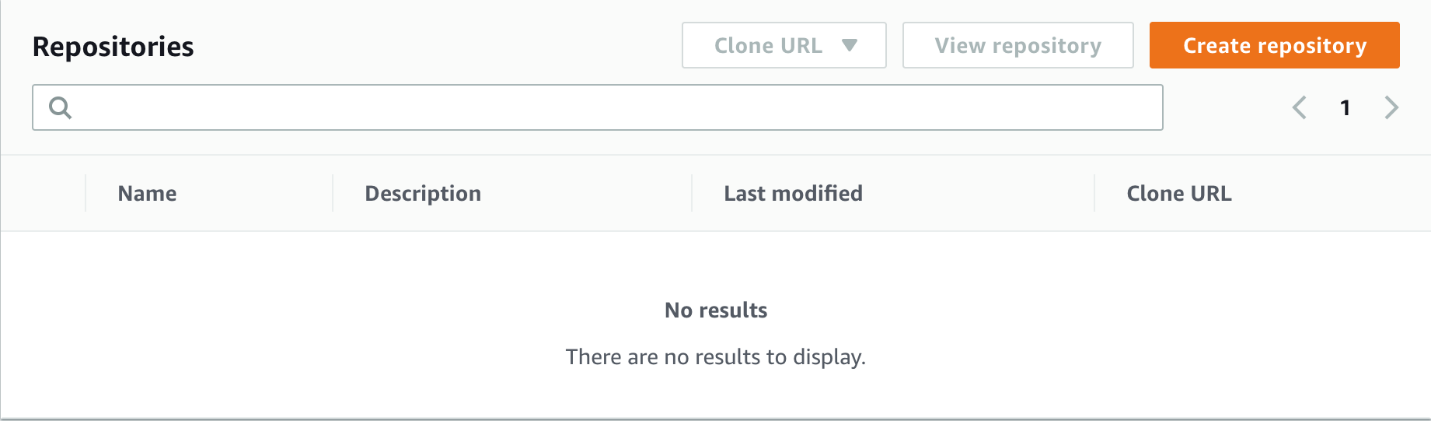 Repositories
Clone URL
View repository
Create repository
1
Name
Description
Last modified
Clone URL
No results
There are no results to display.